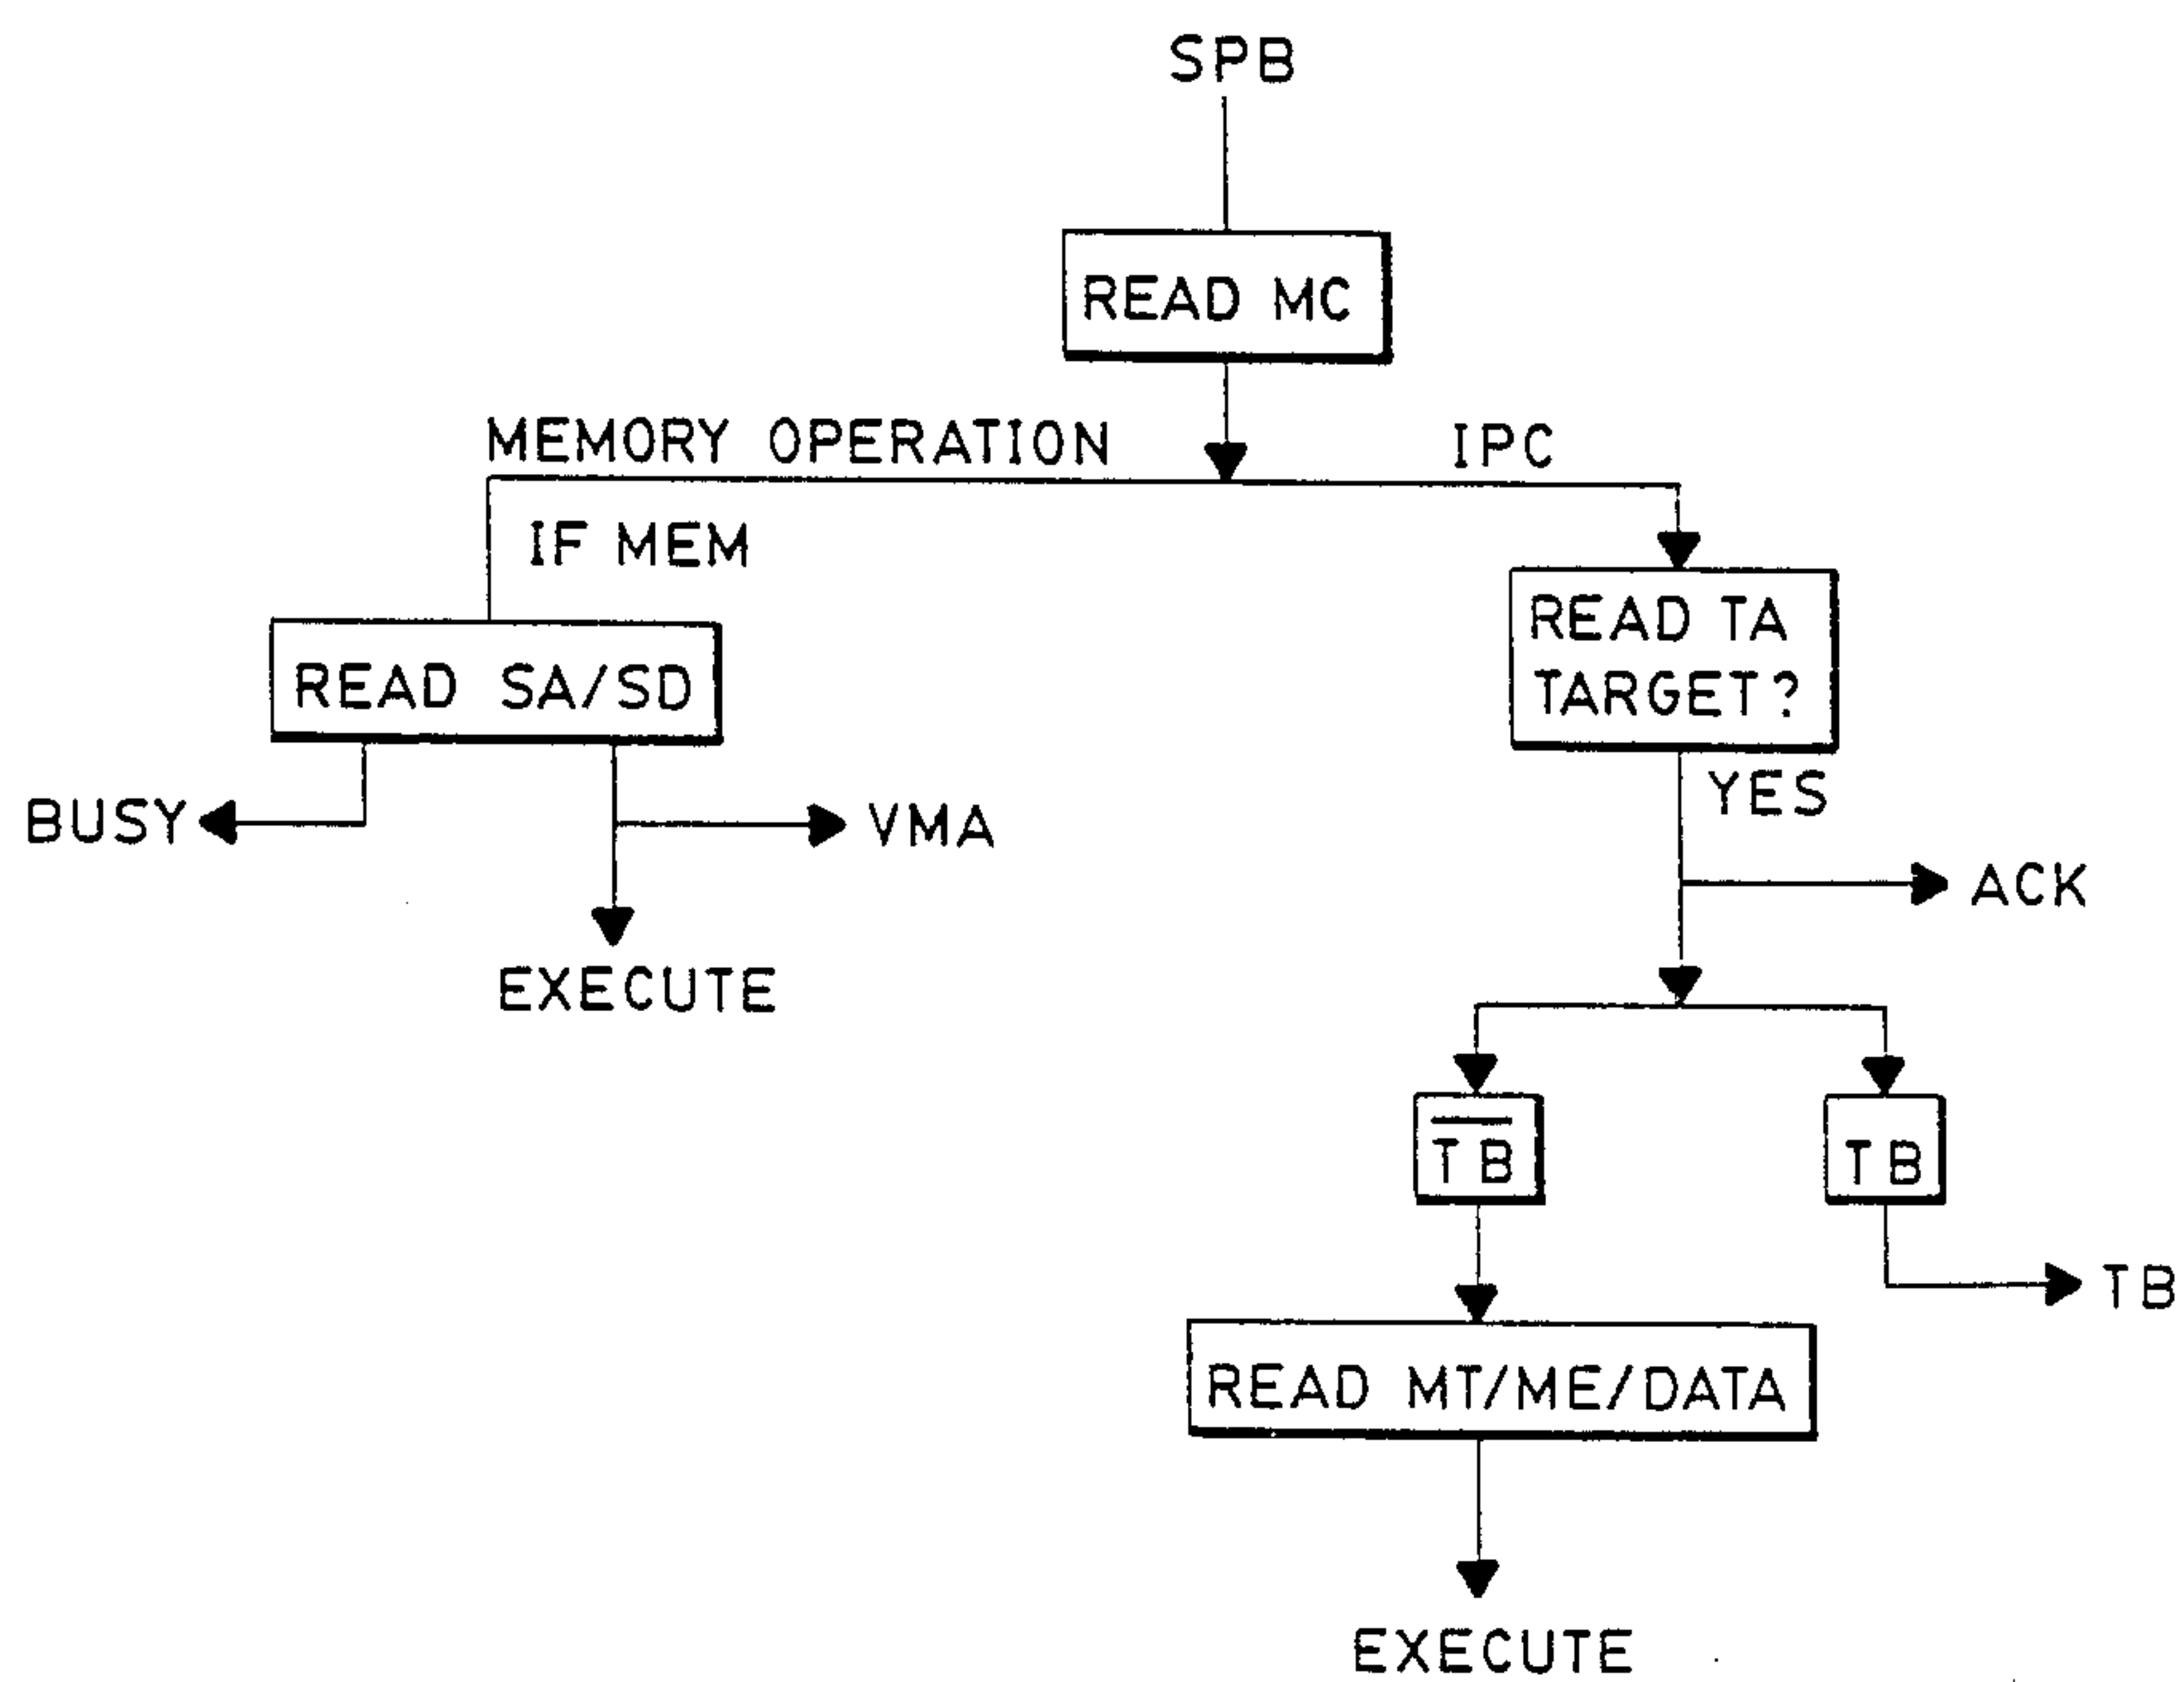 SPB
READ MC
MEMORY OPERATION
IPC
IF MEM
READ SA/SD
READ TA
TARGET?
YES
BUSY
VMA
ACK
EXECUTE
T̅B̅
TB
TB
READ MT/ME/DATA
EXECUTE